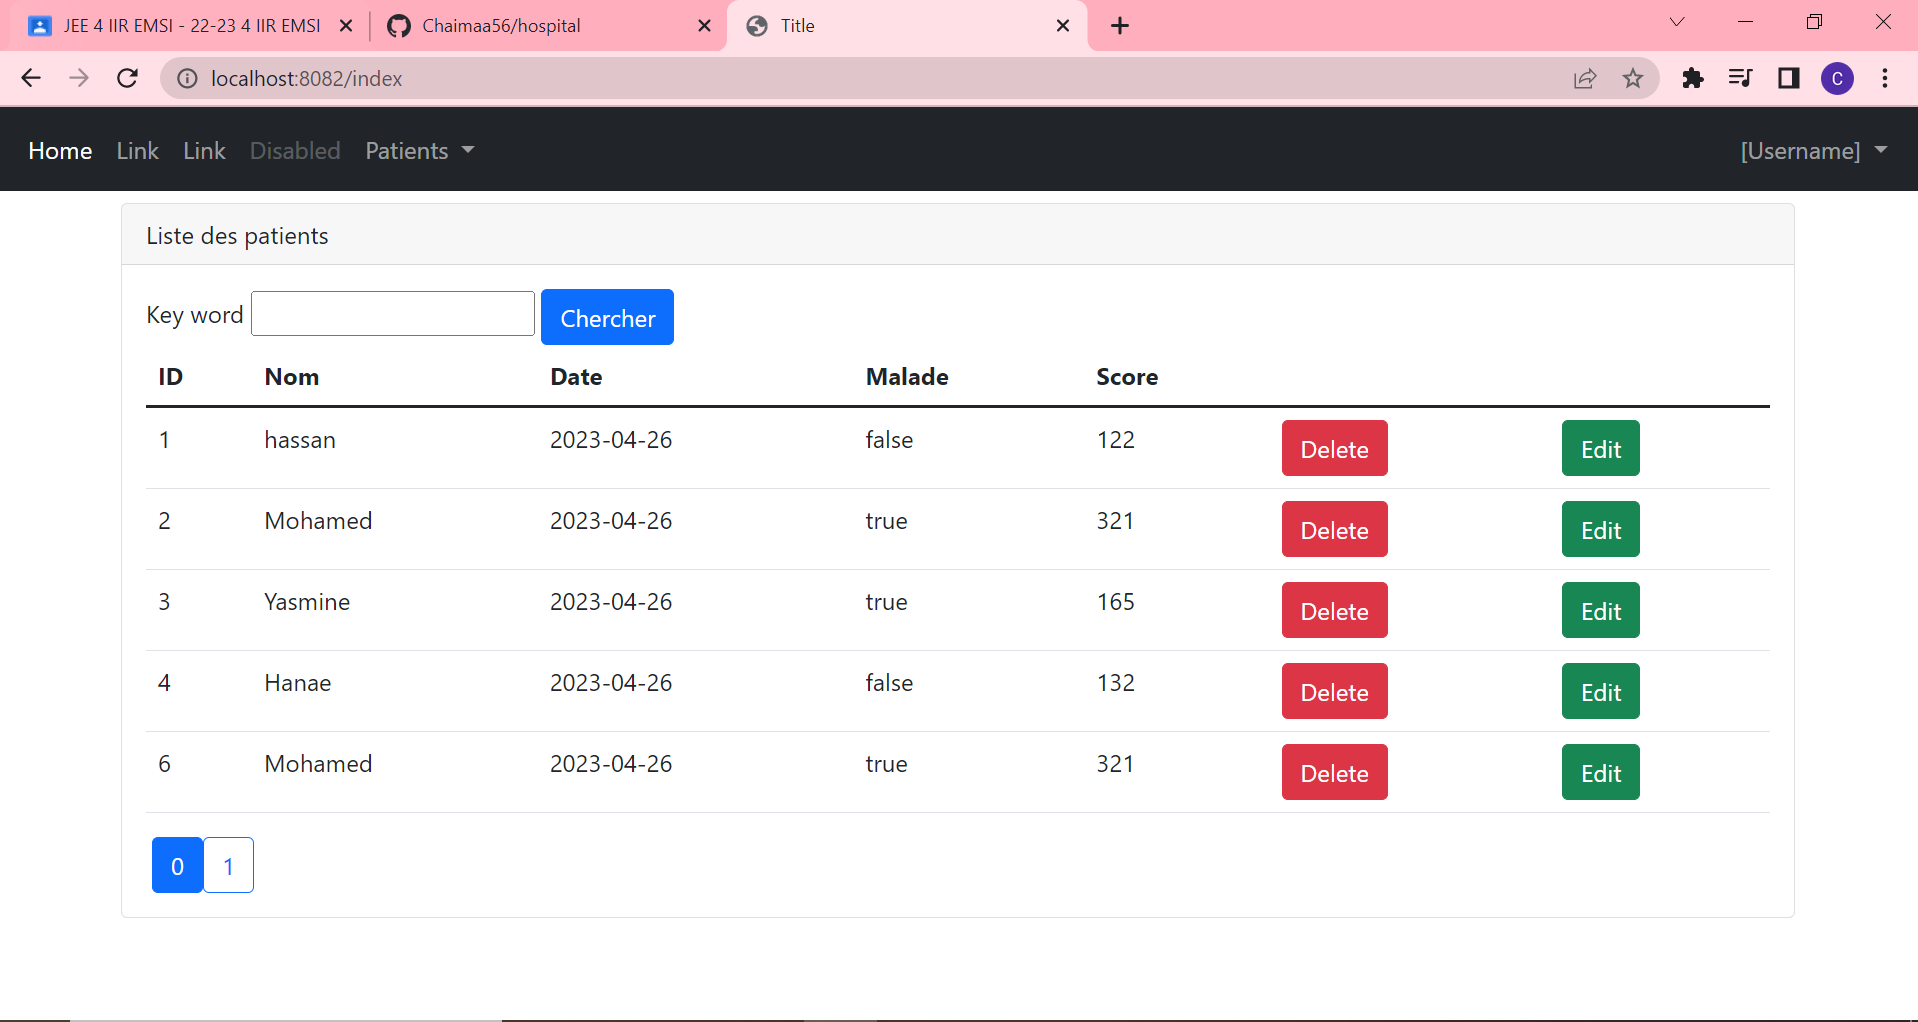 JEE 4 IIR EMSI - 22-23 4 IIR EMSI Chaimaa56/hospital Title
localhost:8082/index C
Home Link Link Disabled Patients [Username]
Liste des patients
Key word Chercher
ID Nom Date Malade Score
1 hassan 2023-04-26 false 122 Delete Edit
2 Mohamed 2023-04-26 true 321 Delete Edit
3 Yasmine 2023-04-26 true 165 Delete Edit
4 Hanae 2023-04-26 false 132 Delete Edit
6 Mohamed 2023-04-26 true 321 Delete Edit
0 1